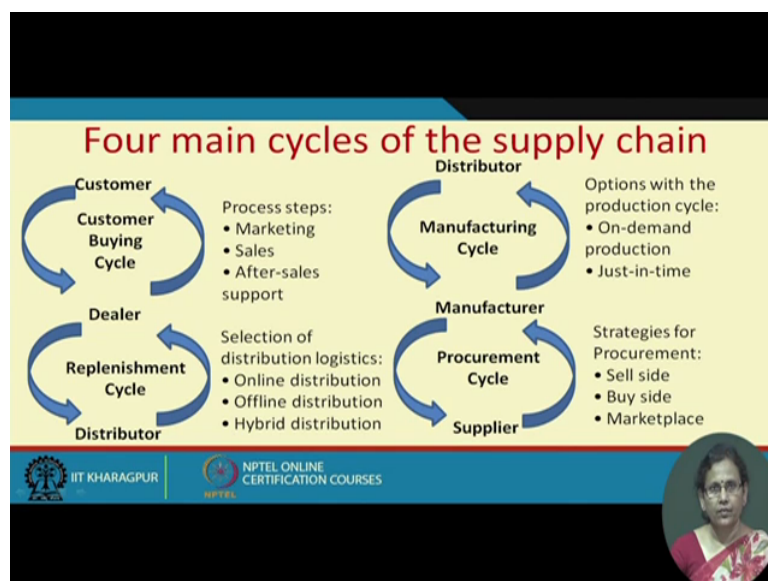 Four main cycles of the supply chain
Customer
Customer
Buying
Cycle
Process steps:
• Marketing
• Sales
• After-sales
support
Dealer
Replenishment
Cycle
Distributor
Selection of
distribution logistics:
• Online distribution
• Offline distribution
• Hybrid distribution
Distributor
Manufacturing
Cycle
Options with the
production cycle:
• On-demand
production
• Just-in-time
Manufacturer
Procurement
Cycle
Supplier
Strategies for
Procurement:
• Sell side
• Buy side
• Marketplace
IIT KHARAGPUR
NPTEL
NPTEL ONLINE
CERTIFICATION COURSES